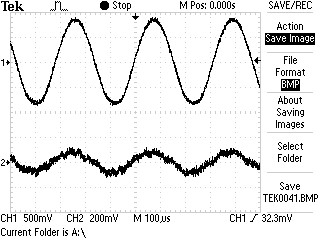 Tek Stop M Pos: 0.000s SAVE/REC
Action
Save Image
File
Format
BMP
About
Saving
Images
Select
Folder
Save
TEK0041.BMP
1
2
CH1 500mV CH2 200mV M 100µs CH1 32.3mV
Current Folder is A:\